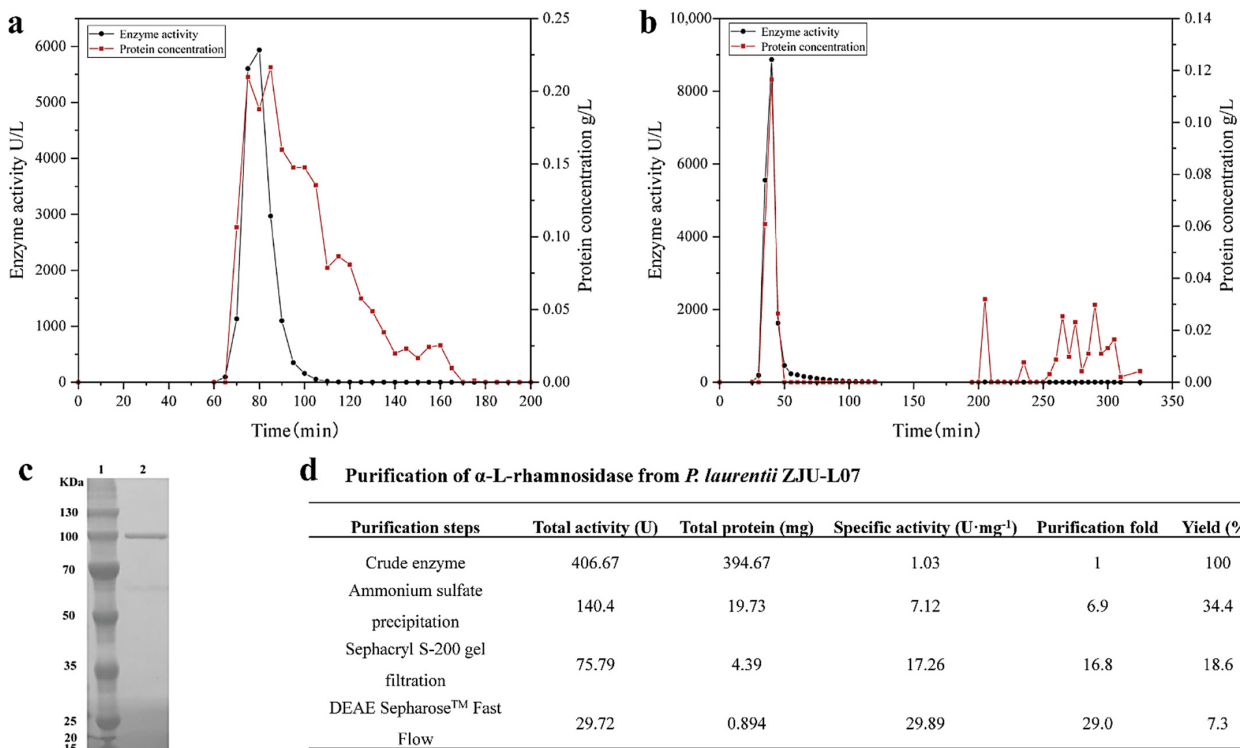 a
Enzyme activity
Protein concentration
Enzyme activity U/L
6000
5000
4000
3000
2000
1000
0
0.25
0.20
0.15
0.10
0.05
0.00
Protein concentration g/L
0 20 40 60 80 100 120 140 160 180 200
Time(min)
b
Enzyme activity
Protein concentration
Enzyme activity U/L
10,000
8000
6000
4000
2000
0
0.14
0.12
0.10
0.08
0.06
0.04
0.02
0.00
Protein concentration g/L
0 50 100 150 200 250 300 350
Time(min)
c
KDa 1 2
130
100
70
50
35
25
20
15
d Purification of α-L-rhamnosidase from P. laurentii ZJU-L07
Purification steps Total activity (U) Total protein (mg) Specific activity (U·mg-1) Purification fold Yield (%
Crude enzyme 406.67 394.67 1.03 1 100
Ammonium sulfate
precipitation 140.4 19.73 7.12 6.9 34.4
Sephacryl S-200 gel
filtration 75.79 4.39 17.26 16.8 18.6
DEAE Sepharose™ Fast
Flow 29.72 0.894 29.89 29.0 7.3